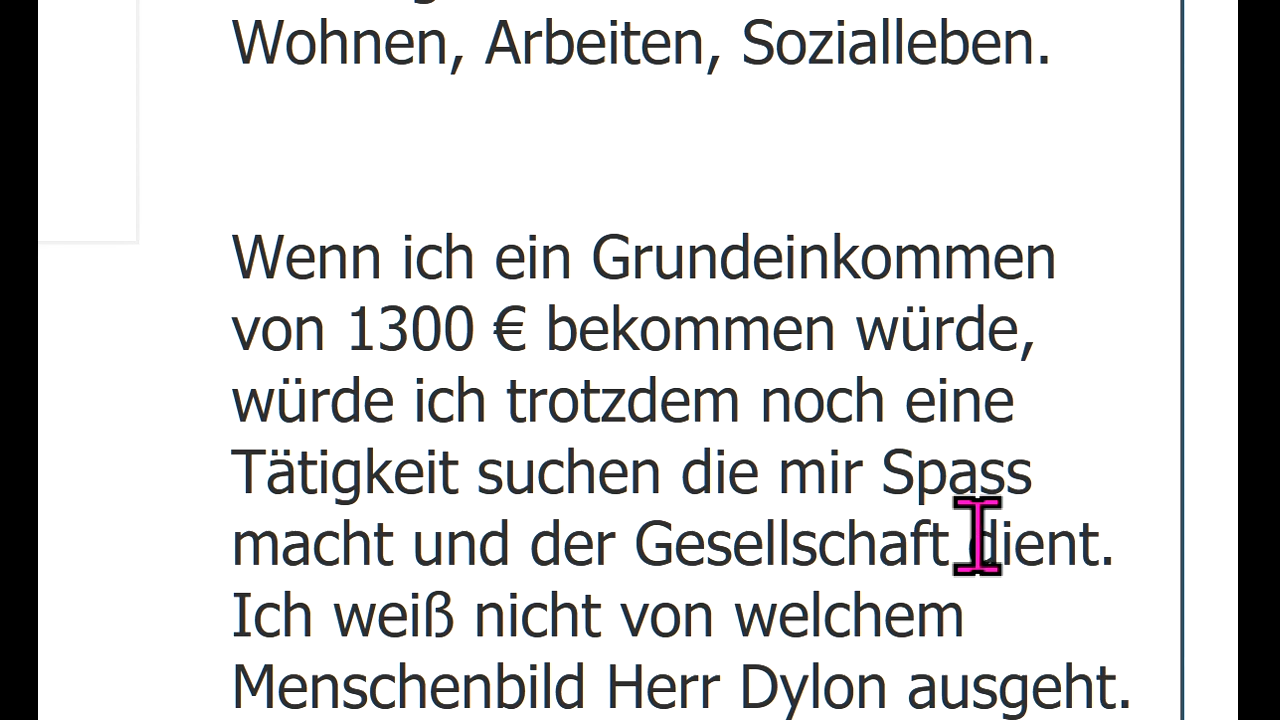 Wohnen, Arbeiten, Sozialleben.
Wenn ich ein Grundeinkommen
von 1300 € bekommen würde,
würde ich trotzdem noch eine
Tätigkeit suchen die mir Spass
macht und der Gesellschaft dient.
Ich weiß nicht von welchem
Menschenbild Herr Dylon ausgeht.